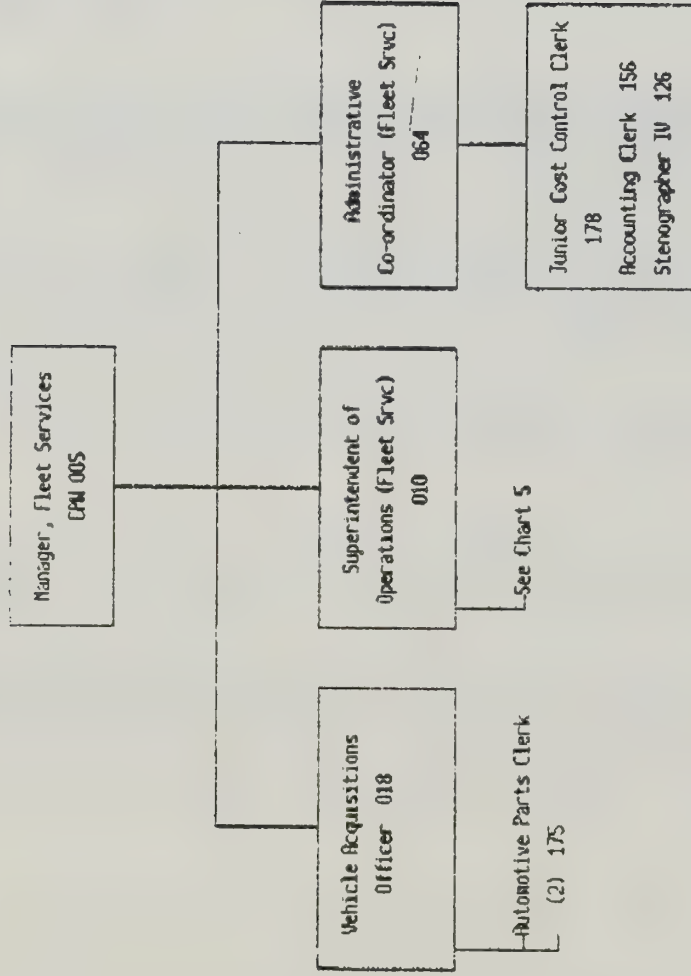 Manager, Fleet Services
CPW 005
Vehicle Acquisitions
Officer 018
Automotive Parts Clerk
(2) 175
Superintendent of
Operations (Fleet Srvc)
010
See Chart 5
Administrative
Co-ordinator (Fleet Srvc)
064
Junior Cost Control Clerk
178
Accounting Clerk 156
Stenographer IV 126